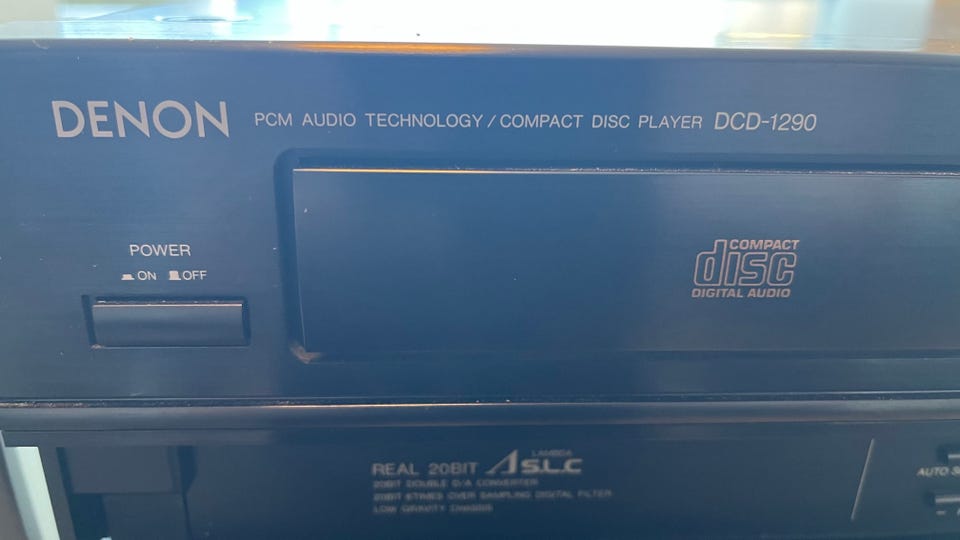 DENON PCM AUDIO TECHNOLOGY / COMPACT DISC PLAYER DCD-1290
POWER
ON OFF
COMPACT
disc
DIGITAL AUDIO
LAMBDA
REAL 20BIT Λ S.L.C
20BIT DOUBLE D/A CONVERTER
20BIT 8TIMES OVER SAMPLING DIGITAL FILTER
LOW GRAVITY CHASSIS
AUTO